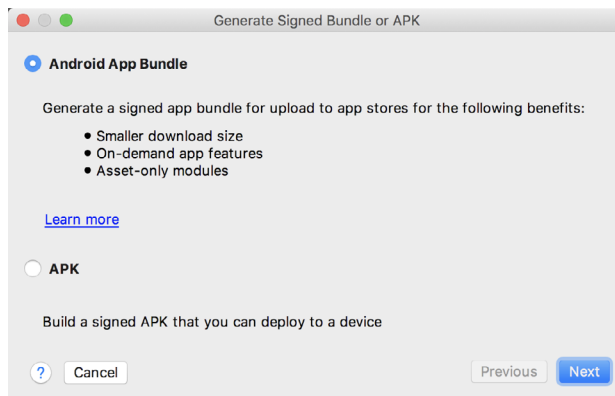 Generate Signed Bundle or APK
Android App Bundle
Generate a signed app bundle for upload to app stores for the following benefits:
• Smaller download size
• On-demand app features
• Asset-only modules
Learn more
APK
Build a signed APK that you can deploy to a device
? Cancel Previous Next